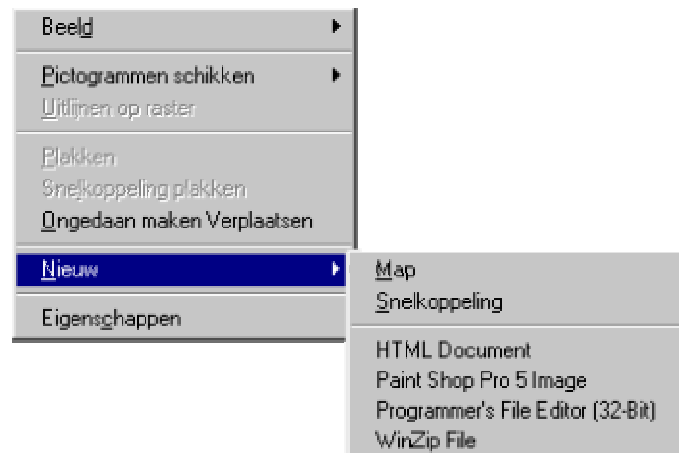 Beeld
Pictogrammen schikken
Uitlijnen op raster
Plakken
Snelkoppeling plakken
Ongedaan maken Verplaatsen
Nieuw
Eigenschappen
Map
Snelkoppeling
HTML Document
Paint Shop Pro 5 Image
Programmer's File Editor (32-Bit)
WinZip File